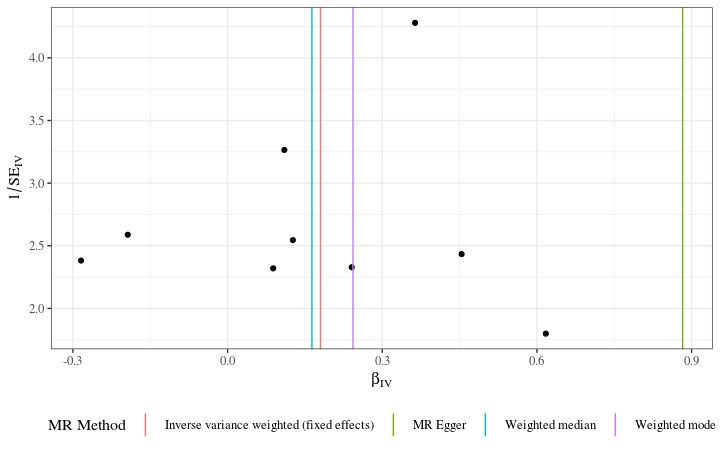 4.0
3.5
3.0
2.5
2.0
1/SE_IV
-0.3 0.0 0.3 0.6 0.9
β_IV
MR Method Inverse variance weighted (fixed effects) MR Egger Weighted median Weighted mode